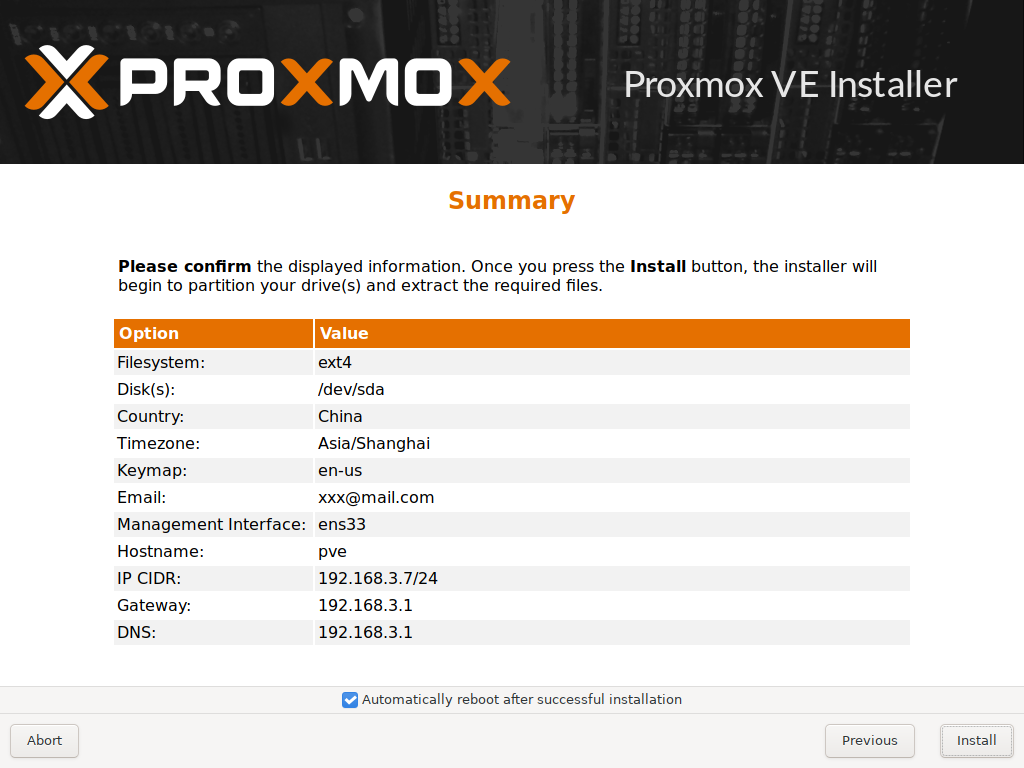 PROXMOX
Proxmox VE Installer
Summary
Please confirm the displayed information. Once you press the Install button, the installer will
begin to partition your drive(s) and extract the required files.
Option Value
Filesystem: ext4
Disk(s): /dev/sda
Country: China
Timezone: Asia/Shanghai
Keymap: en-us
Email: xxx@mail.com
Management Interface: ens33
Hostname: pve
IP CIDR: 192.168.3.7/24
Gateway: 192.168.3.1
DNS: 192.168.3.1
Automatically reboot after successful installation
Abort Previous Install